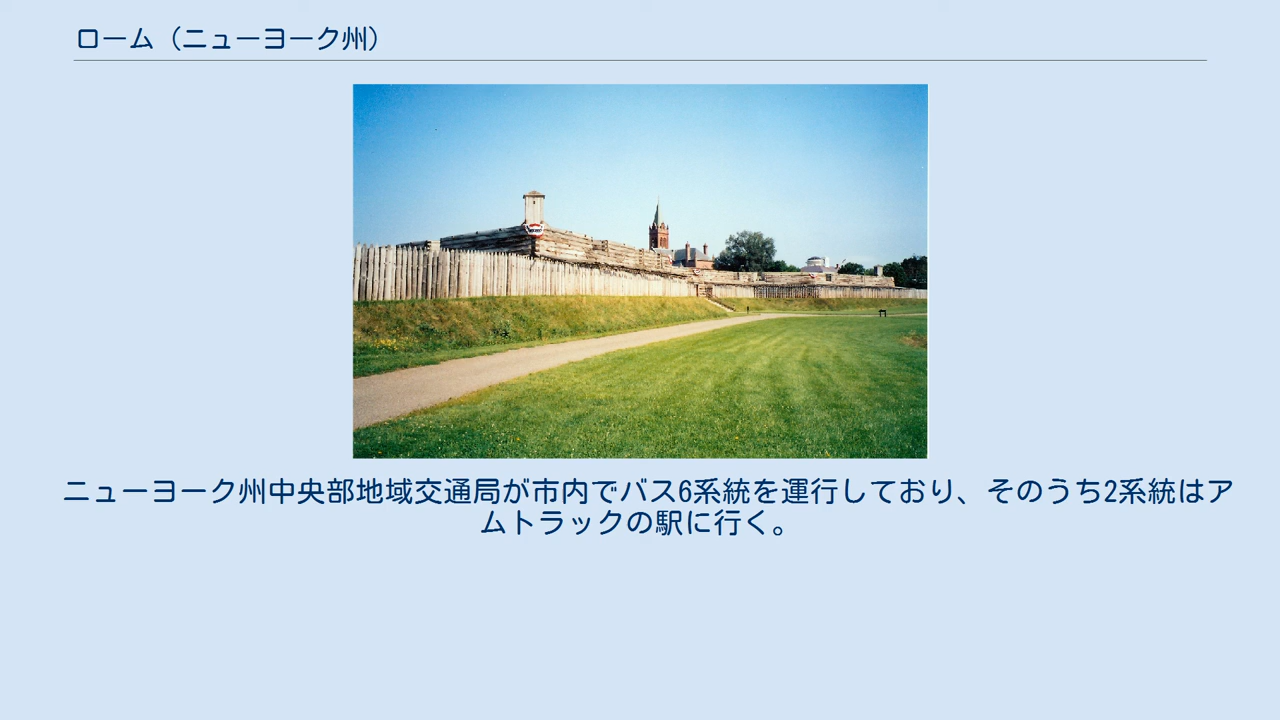 ローム（ニューヨーク州）
ニューヨーク州中央部地域交通局が市内でバス6系統を運行しており、そのうち2系統はア
ムトラックの駅に行く。